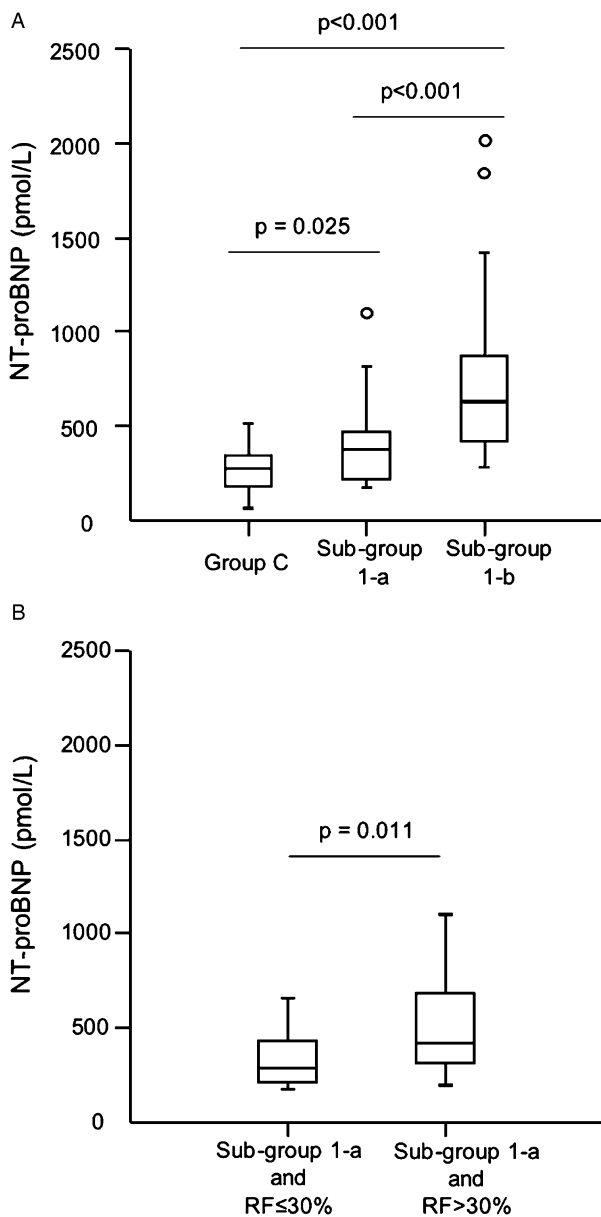 A
p<0.001
2500
p<0.001
2000
p = 0.025
1500
NT-proBNP (pmol/L)
1000
500
0
Group C
Sub-group
1-a
Sub-group
1-b
B
2500
2000
p = 0.011
1500
NT-proBNP (pmol/L)
1000
500
0
Sub-group 1-a
and
RF≤30%
Sub-group 1-a
and
RF>30%